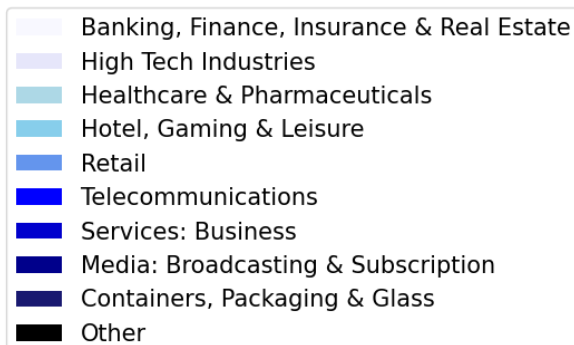 Banking, Finance, Insurance & Real Estate
High Tech Industries
Healthcare & Pharmaceuticals
Hotel, Gaming & Leisure
Retail
Telecommunications
Services: Business
Media: Broadcasting & Subscription
Containers, Packaging & Glass
Other